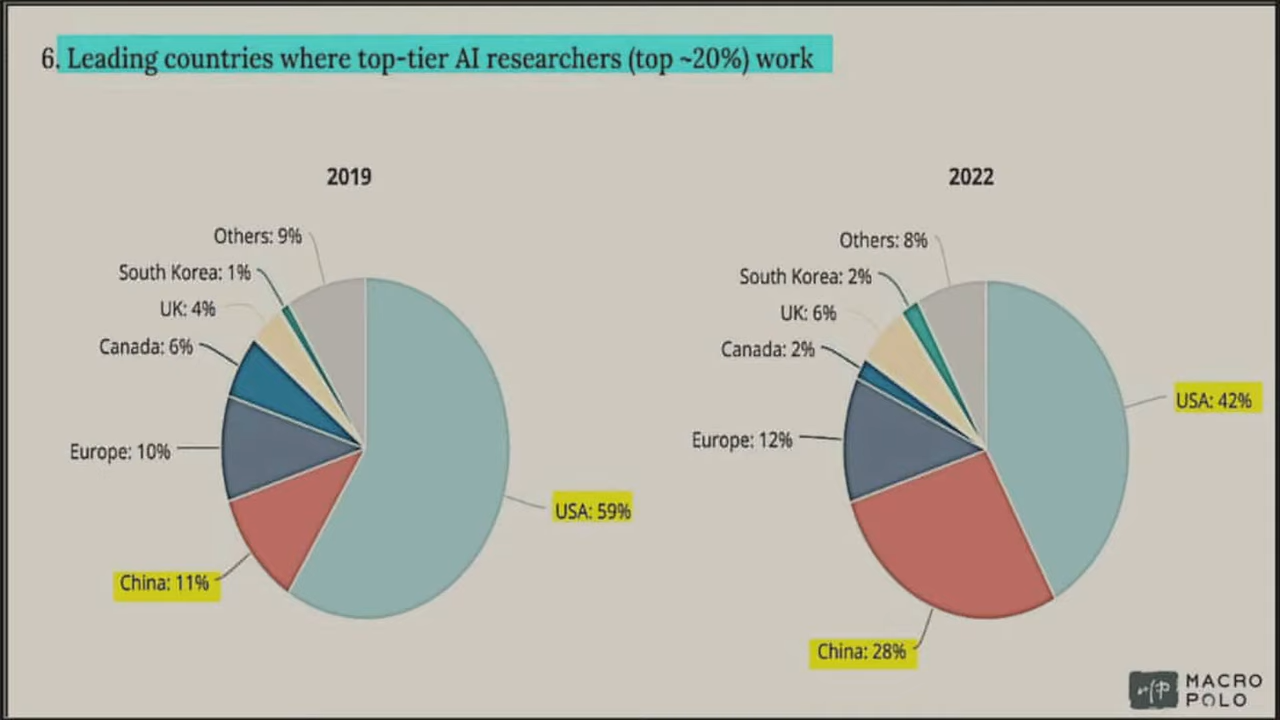 6. Leading countries where top-tier AI researchers (top ~20%) work
2019
Others: 9%
South Korea: 1%
UK: 4%
Canada: 6%
Europe: 10%
China: 11%
USA: 59%
2022
Others: 8%
South Korea: 2%
UK: 6%
Canada: 2%
Europe: 12%
China: 28%
USA: 42%
MACRO
POLO